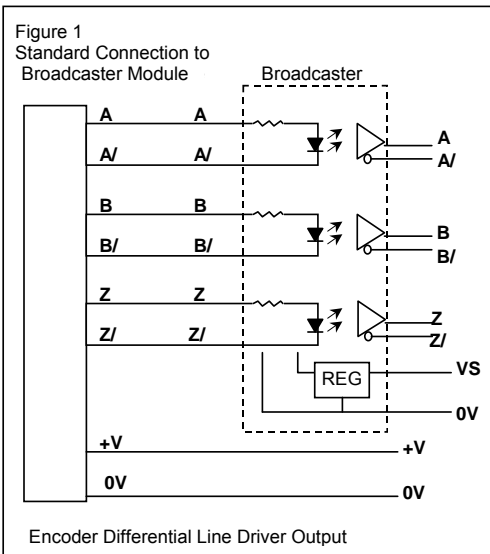 Figure 1
Standard Connection to
Broadcaster Module
Broadcaster
A A A
A/ A/ A/
B B B
B/ B/ B/
Z Z Z
Z/ Z/ Z/
REG VS
0V
+V +V
0V 0V
Encoder Differential Line Driver Output